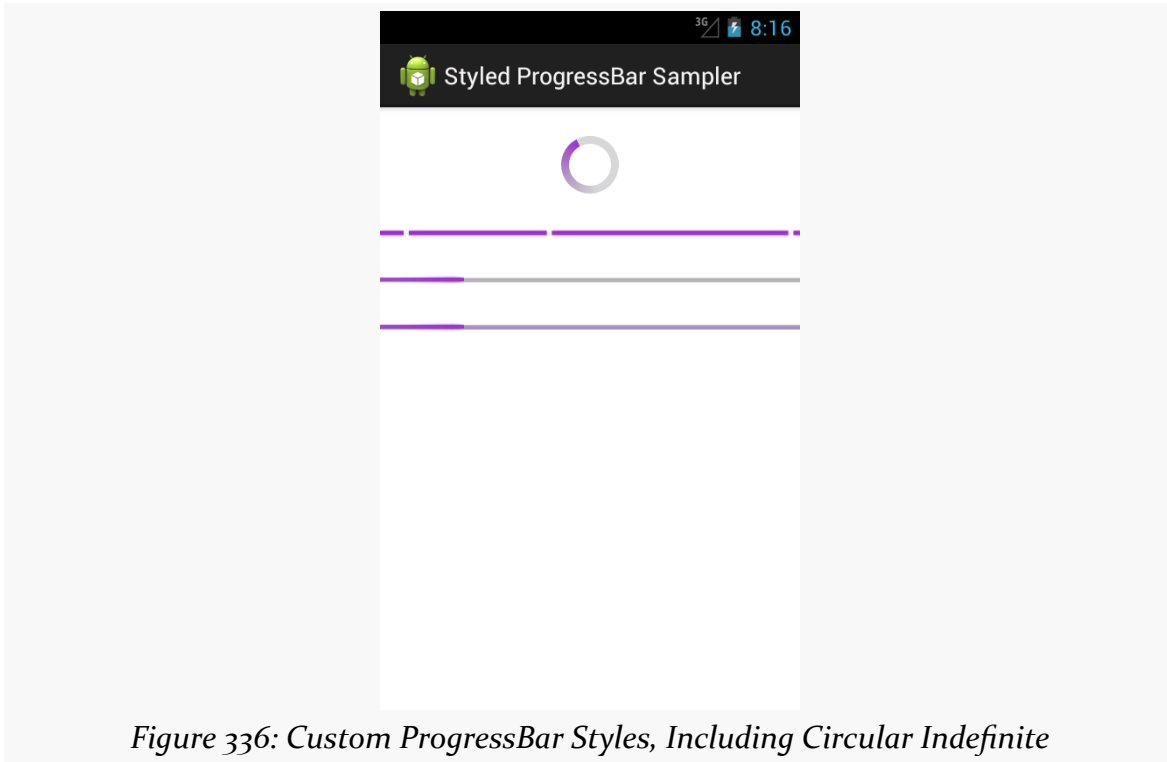 3G 8:16
Styled ProgressBar Sampler
Figure 336: Custom ProgressBar Styles, Including Circular Indefinite